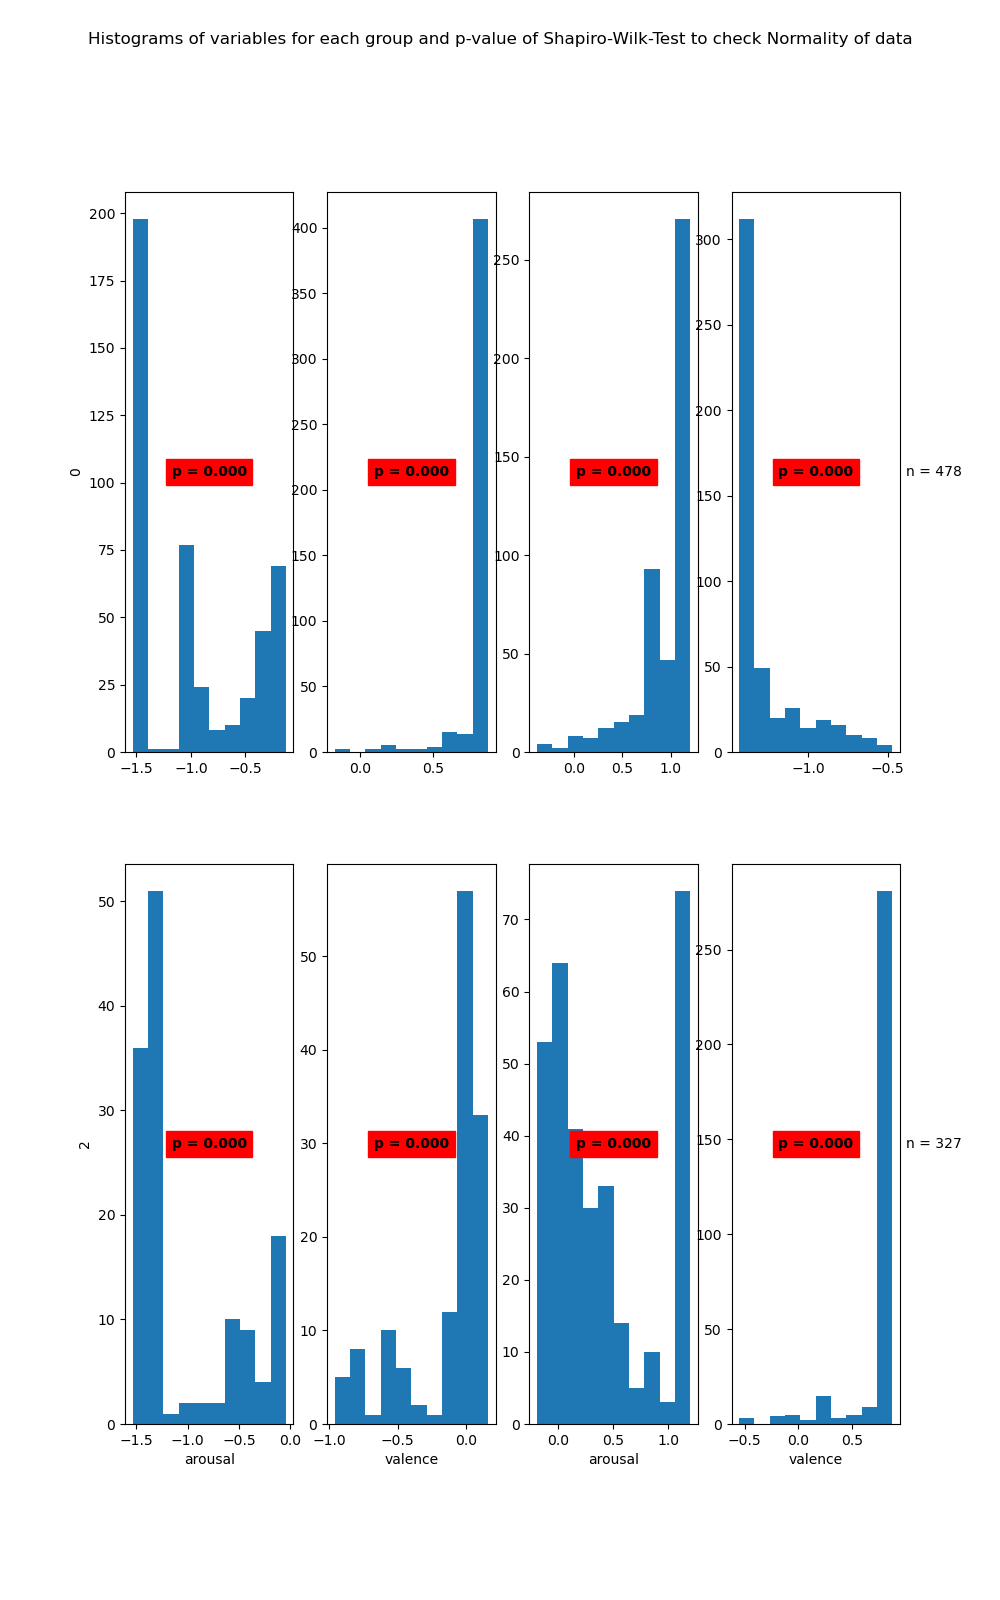 Histograms of variables for each group and p-value of Shapiro-Wilk-Test to check Normality of data
200
175
150
125
100
75
50
25
0
0
−1.5 −1.0 −0.5
p = 0.000
400
350
300
250
200
150
100
50
0
0.0 0.5
p = 0.000
250
200
150
100
50
0
0.0 0.5 1.0
p = 0.000
300
250
200
150
100
50
0
−1.0 −0.5
p = 0.000
n = 478
2
50
40
30
20
10
0
−1.5 −1.0 −0.5 0.0
arousal
p = 0.000
50
40
30
20
10
0
−1.0 −0.5 0.0
valence
p = 0.000
70
60
50
40
30
20
10
0
0.0 0.5 1.0
arousal
p = 0.000
250
200
150
100
50
0
−0.5 0.0 0.5
valence
p = 0.000
n = 327